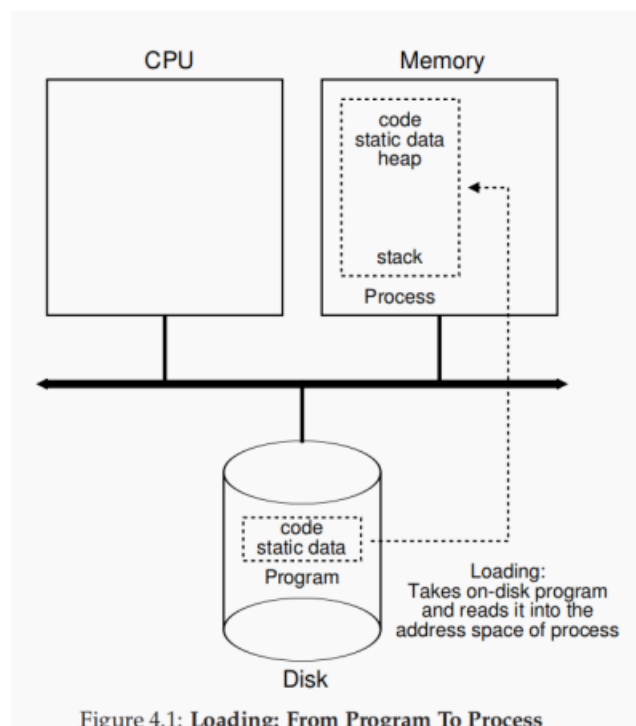 CPU
Memory
code
static data
heap
stack
Process
code
static data
Program
Loading:
Takes on-disk program
and reads it into the
address space of process
Disk
Figure 4.1: Loading: From Program To Process